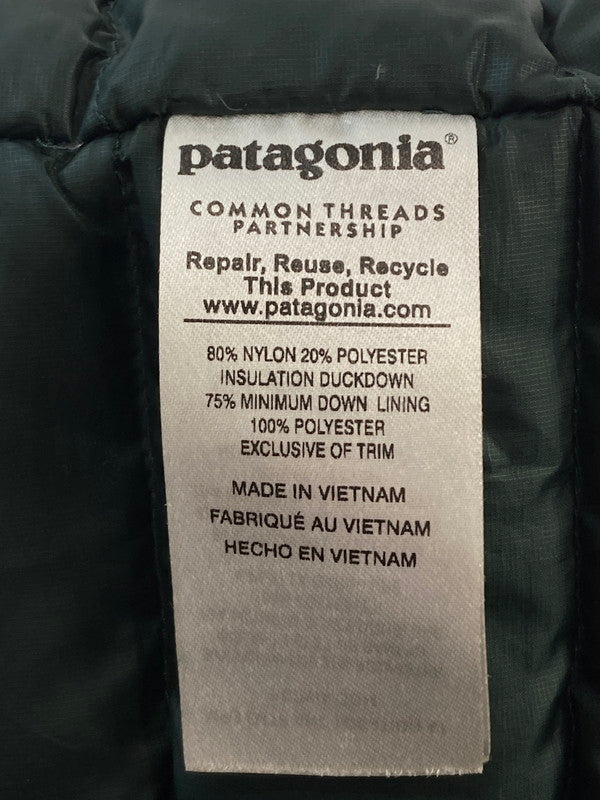 patagonia®
COMMON THREADS
PARTNERSHIP
Repair, Reuse, Recycle
This Product
www.patagonia.com
80% NYLON 20% POLYESTER
INSULATION DUCKDOWN
75% MINIMUM DOWN LINING
100% POLYESTER
EXCLUSIVE OF TRIM
MADE IN VIETNAM
FABRIQUÉ AU VIETNAM
HECHO EN VIETNAM